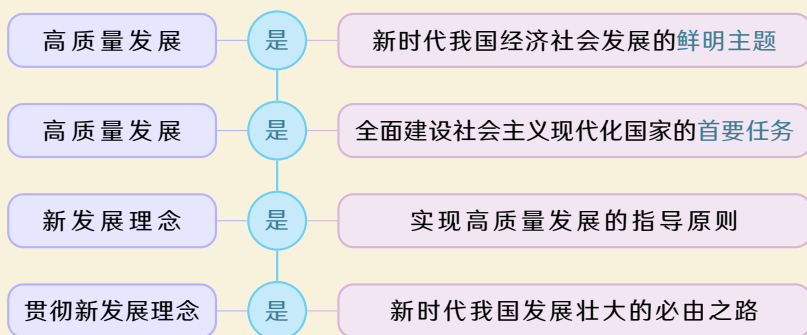 高质量发展 是 新时代我国经济社会发展的鲜明主题
高质量发展 是 全面建设社会主义现代化国家的首要任务
新发展理念 是 实现高质量发展的指导原则
贯彻新发展理念 是 新时代我国发展壮大的必由之路